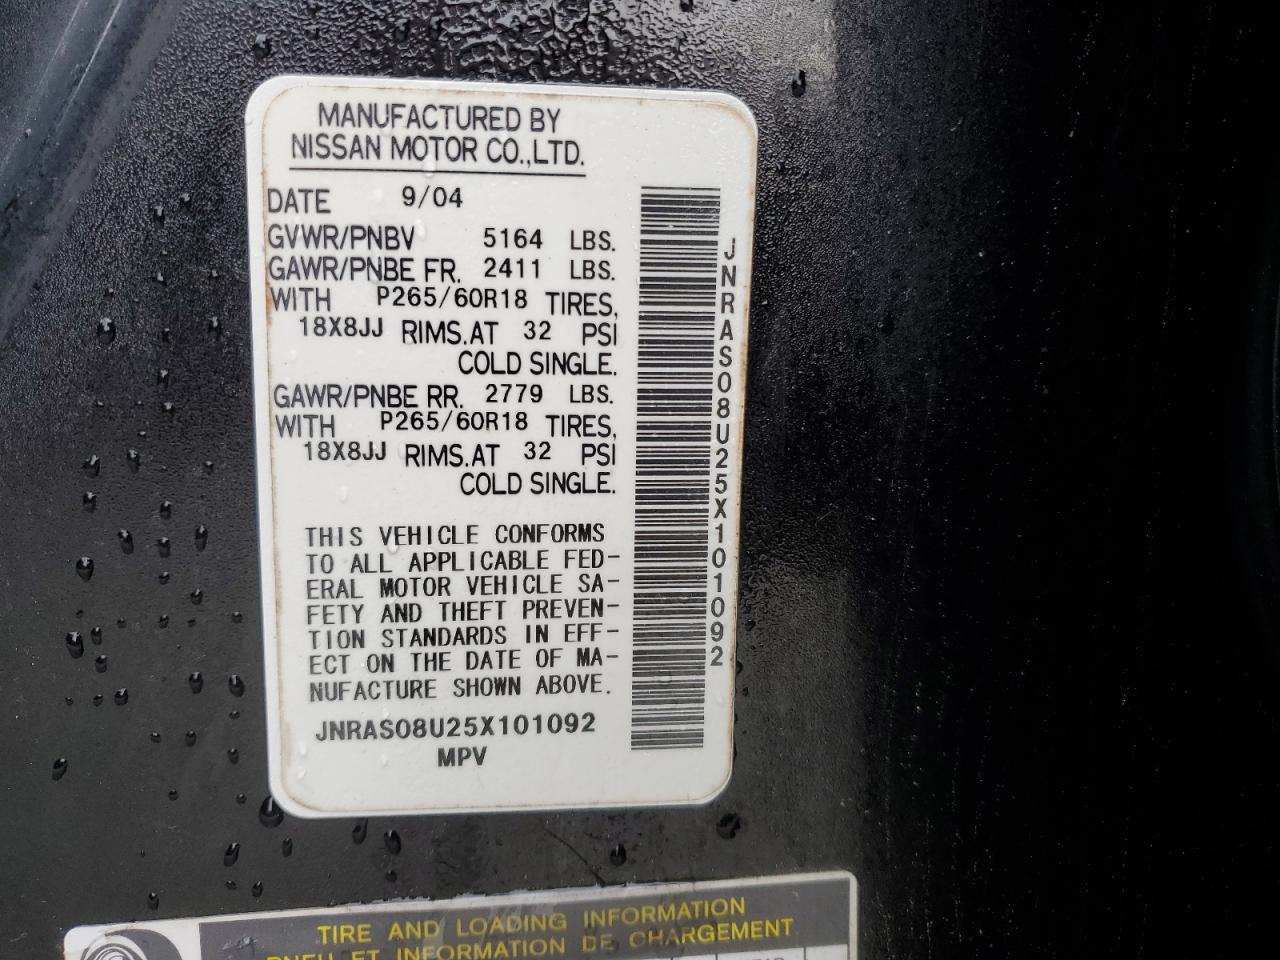 MANUFACTURED BY
NISSAN MOTOR CO.,LTD.
DATE 9/04
GVWR/PNBV 5164 LBS.
GAWR/PNBE FR. 2411 LBS.
WITH P265/60R18 TIRES,
18X8JJ RIMS.AT 32 PSI
COLD SINGLE.
GAWR/PNBE RR. 2779 LBS.
WITH P265/60R18 TIRES,
18X8JJ RIMS.AT 32 PSI
COLD SINGLE.
THIS VEHICLE CONFORMS
TO ALL APPLICABLE FED-
ERAL MOTOR VEHICLE SA-
FETY AND THEFT PREVEN-
TION STANDARDS IN EFF-
ECT ON THE DATE OF MA-
NUFACTURE SHOWN ABOVE.
JNRAS08U25X101092
MPV
JNRAS08U25X101092
TIRE AND LOADING INFORMATION
PNEU ET INFORMATION DE CHARGEMENT